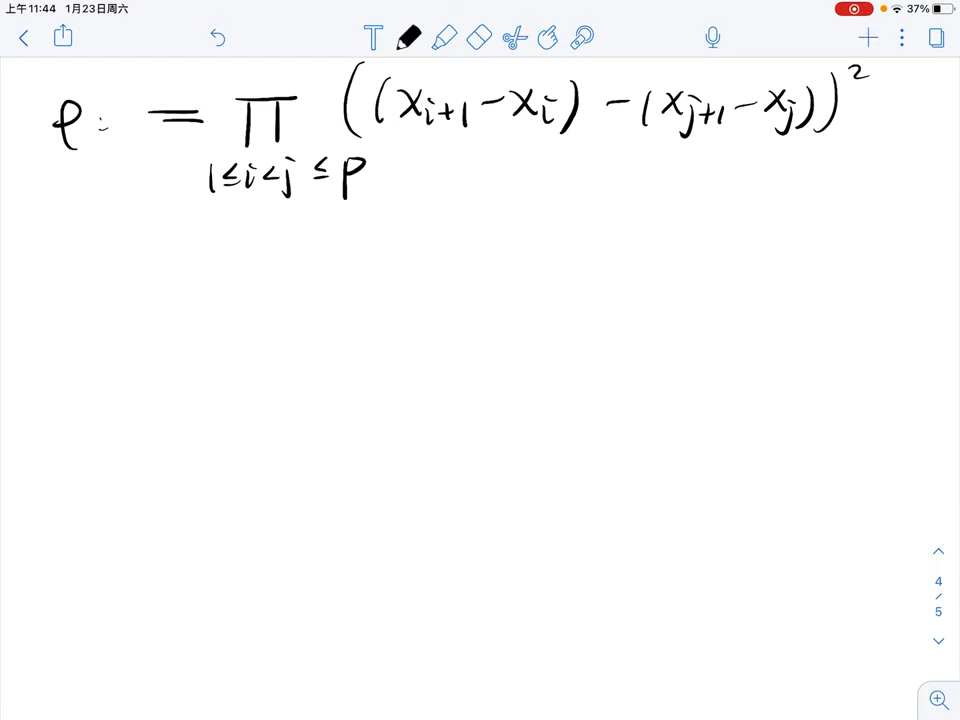 上午11:44 1月23日周六 37%
T
ρ: = ∏ ((x_{i+1} - x_i) - (x_{j+1} - x_j))²
1≤i<j≤p
4
/
5